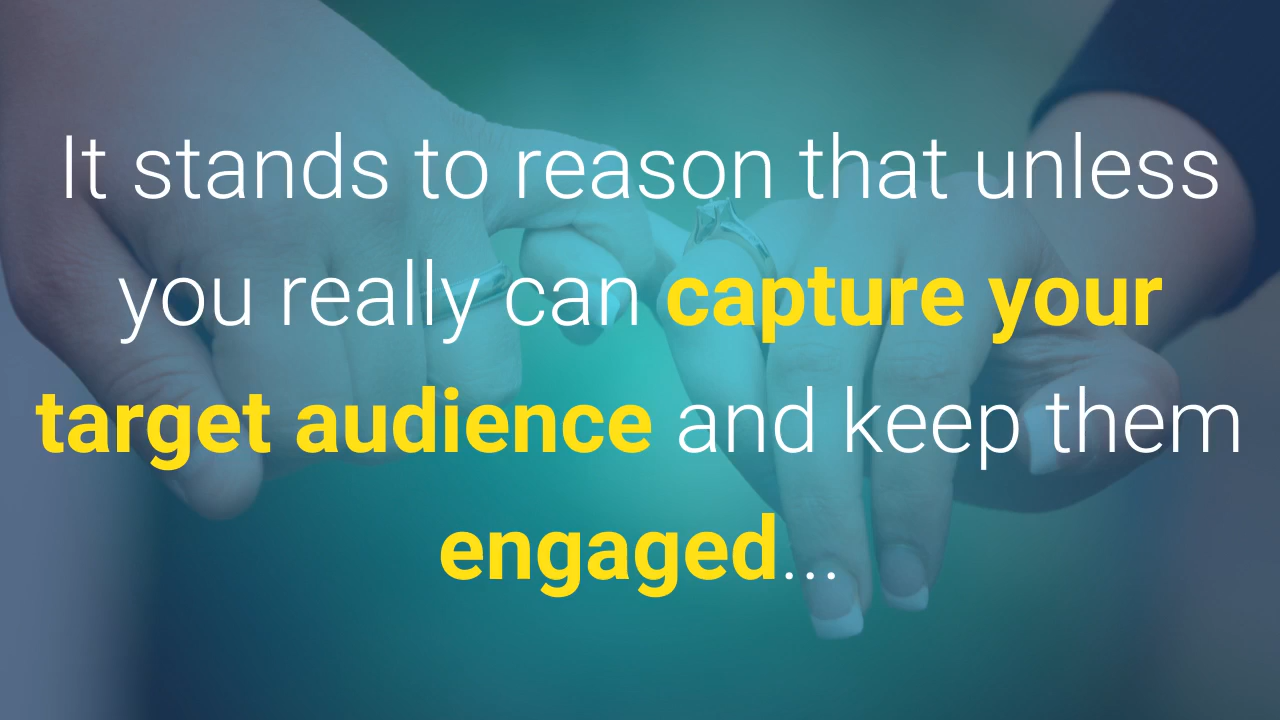 It stands to reason that unless
you really can capture your
target audience and keep them
engaged...